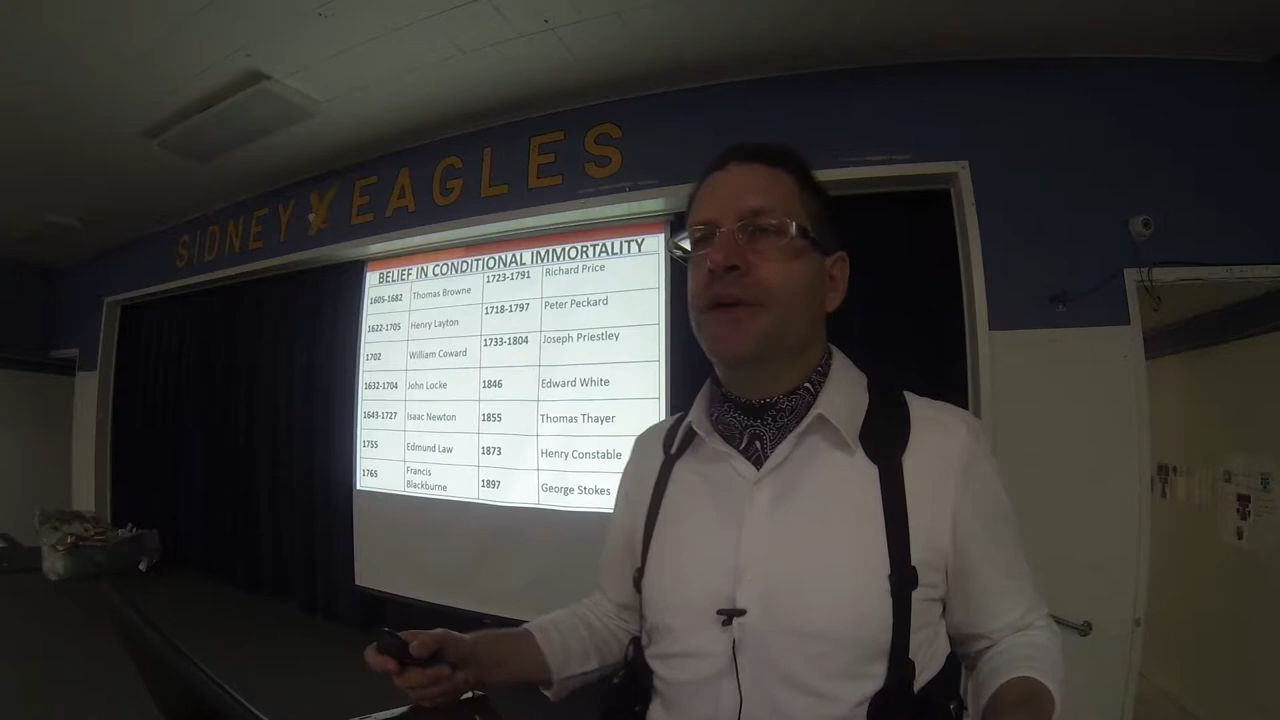 SIDNEY EAGLES
BELIEF IN CONDITIONAL IMMORTALITY
1605-1682 Thomas Browne 1723-1791 Richard Price
1622-1705 Henry Layton 1718-1797 Peter Peckard
1702 William Coward 1733-1804 Joseph Priestley
1632-1704 John Locke 1846 Edward White
1643-1727 Isaac Newton 1855 Thomas Thayer
1755 Edmund Law 1873 Henry Constable
1765 Francis Blackburne 1897 George Stokes